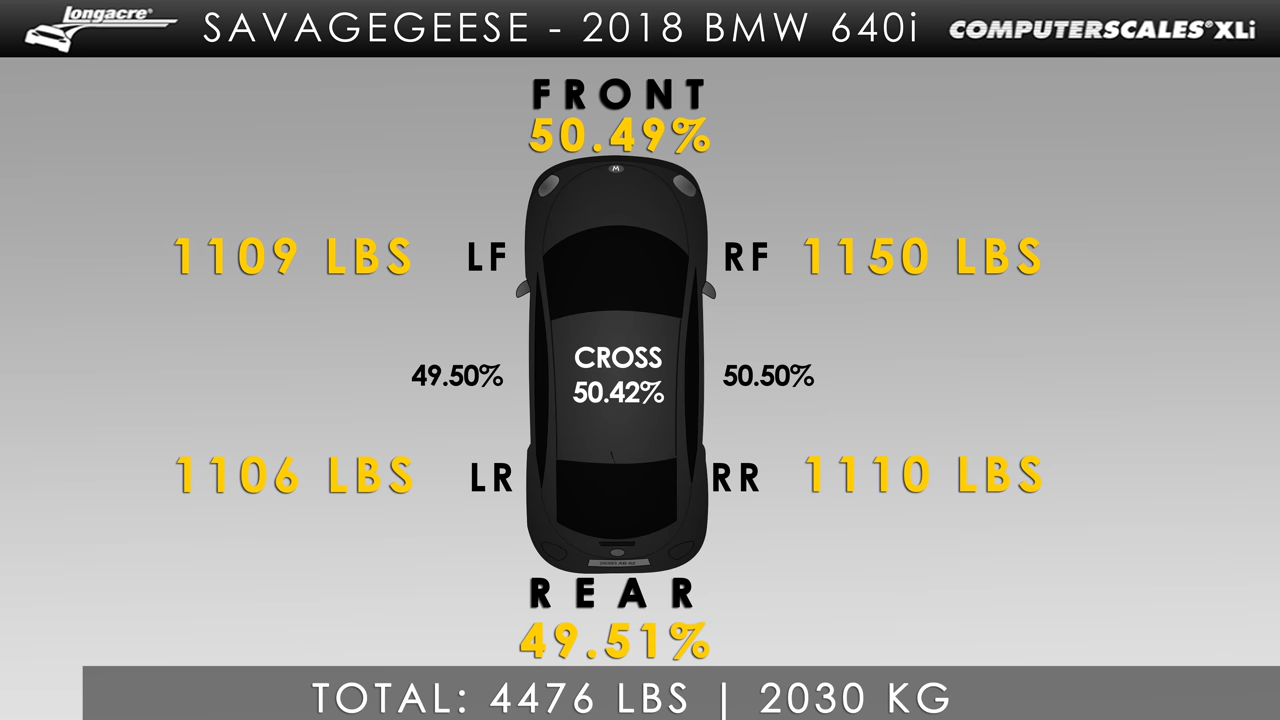 Longacre® SAVAGEGEESE - 2018 BMW 640i COMPUTERSCALES® XLi
FRONT
50.49%
M
1109 LBS LF RF 1150 LBS
CROSS
49.50% 50.42% 50.50%
1106 LBS LR RR 1110 LBS
REAR
49.51%
TOTAL: 4476 LBS | 2030 KG